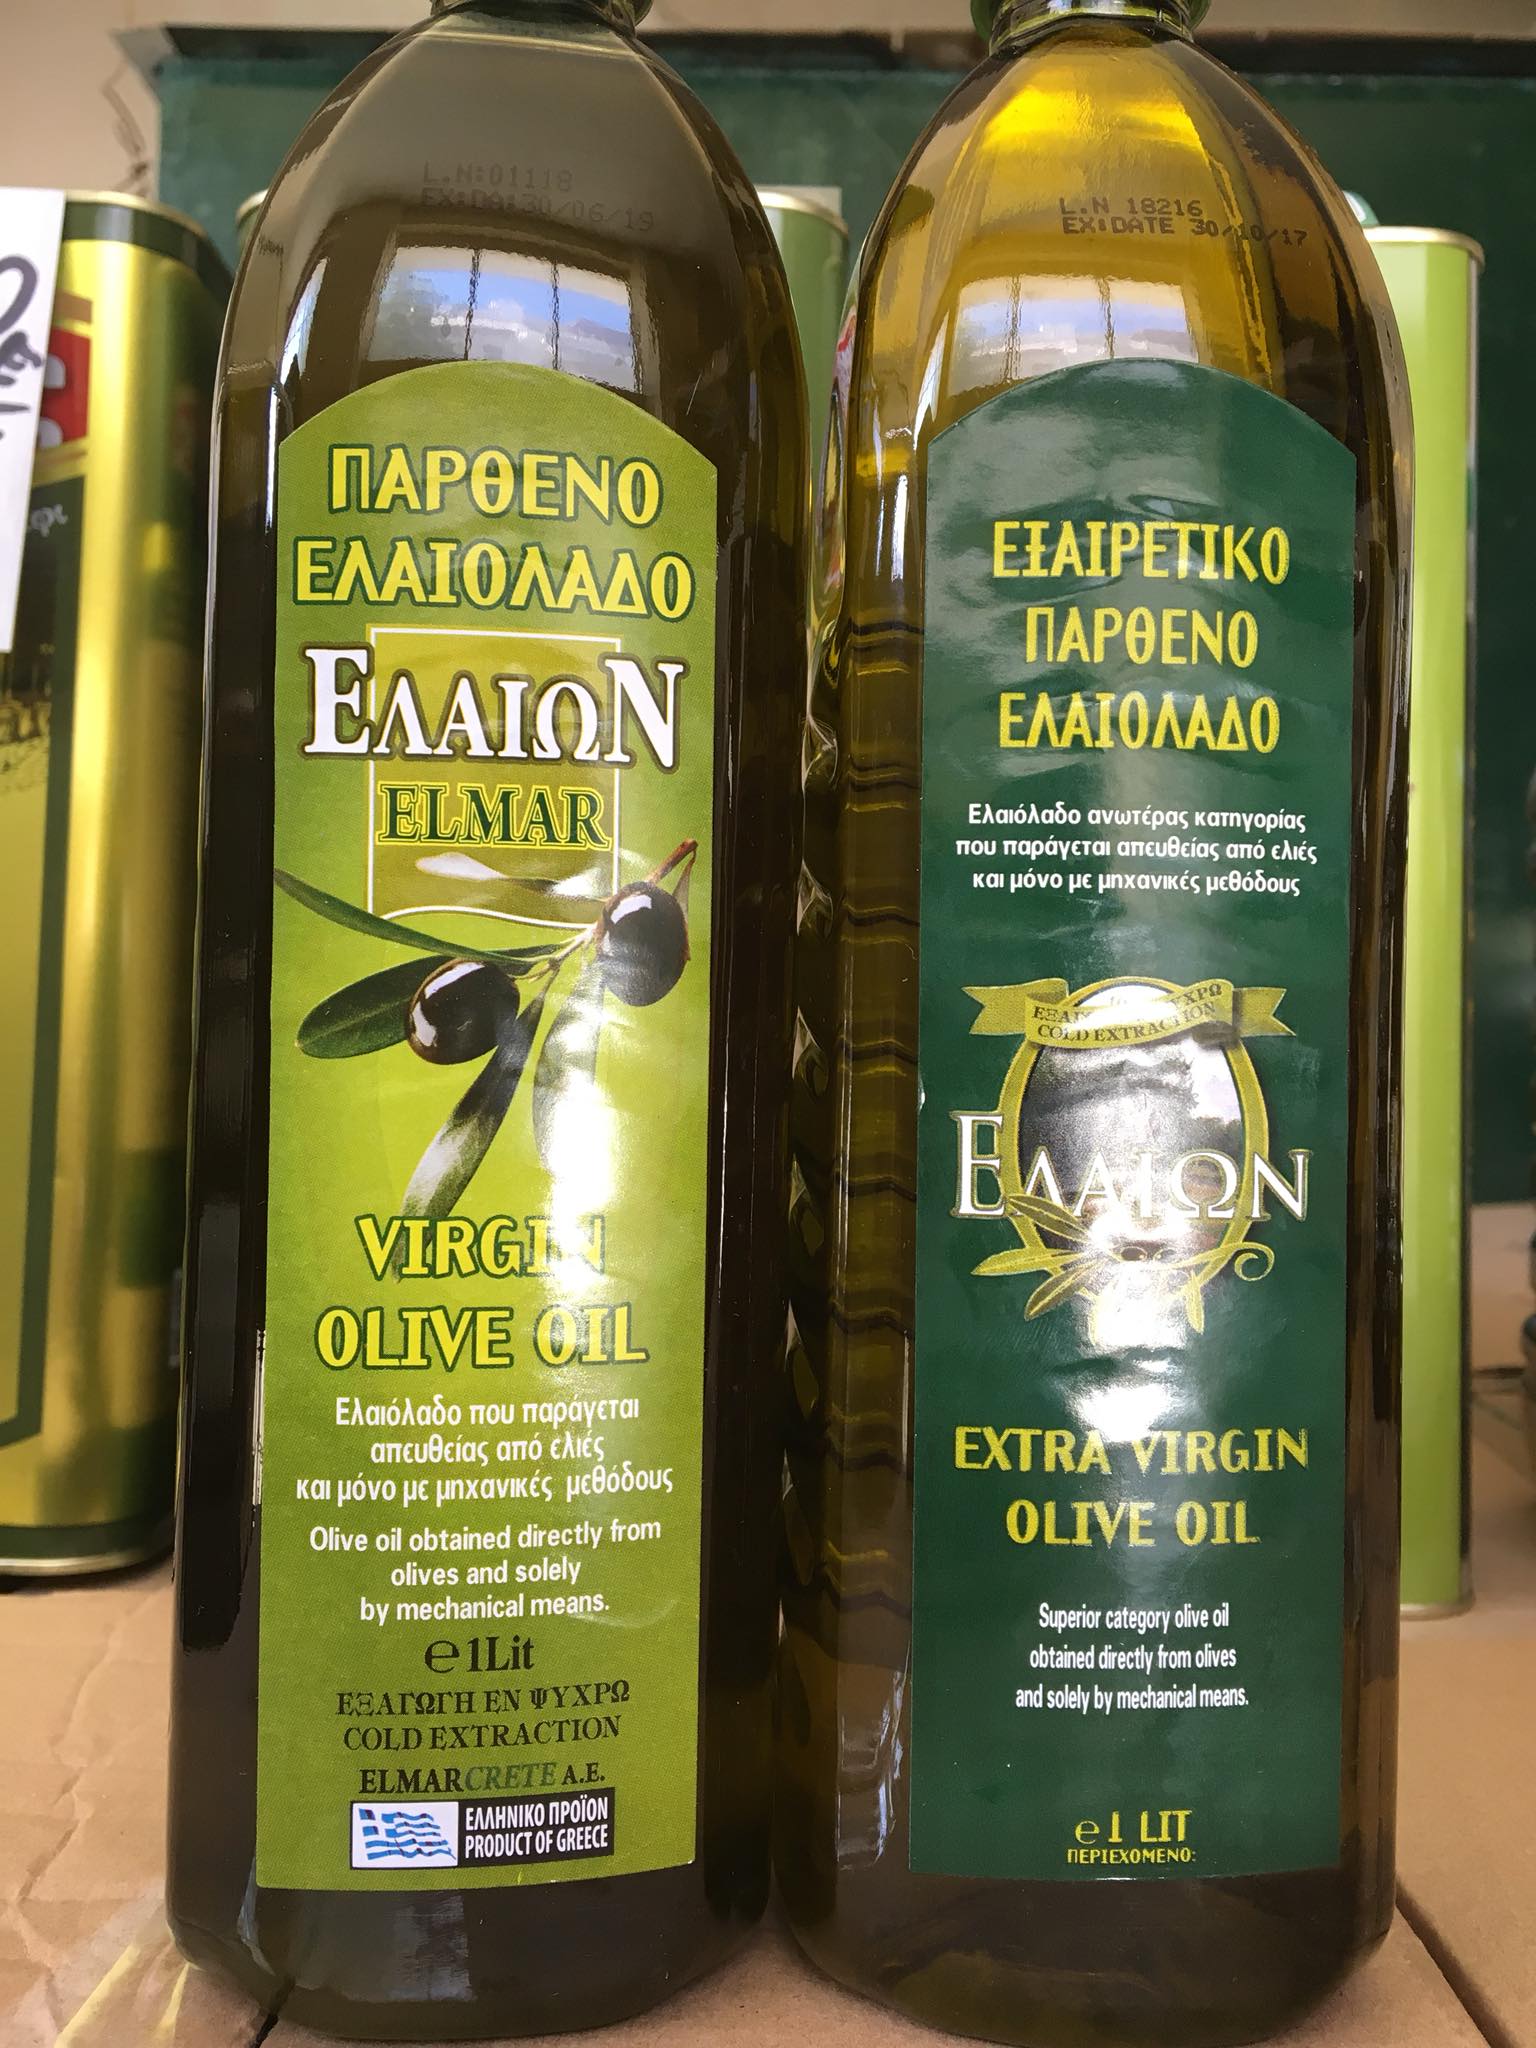 L.N:01118
EX:DA:30/06/19
ΠΑΡΘΕΝΟ
ΕΛΑΙΟΛΑΔΟ
ΕΛΑΙΩΝ
ELMAR
VIRGIN
OLIVE OIL
Ελαιόλαδο που παράγεται
απευθείας από ελιές
και μόνο με μηχανικές μεθόδους
Olive oil obtained directly from
olives and solely
by mechanical means.
℮ 1Lit
ΕΞΑΓΩΓΗ ΕΝ ΨΥΧΡΩ
COLD EXTRACTION
ELMARCRETE A.E.
ΕΛΛΗΝΙΚΟ ΠΡΟΪΟΝ
PRODUCT OF GREECE
L.N 18216
EX:DATE 30/10/17
ΕΞΑΙΡΕΤΙΚΟ
ΠΑΡΘΕΝΟ
ΕΛΑΙΟΛΑΔΟ
Ελαιόλαδο ανωτέρας κατηγορίας
που παράγεται απευθείας από ελιές
και μόνο με μηχανικές μεθόδους
COLD EXTRACTION
ΕΛΑΙΩΝ
EXTRA VIRGIN
OLIVE OIL
Superior category olive oil
obtained directly from olives
and solely by mechanical means.
℮ 1 LIT
ΠΕΡΙΕΧΟΜΕΝΟ: